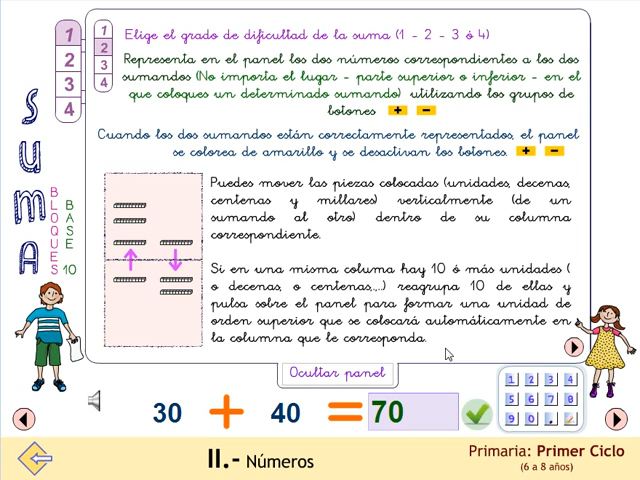 1
2
3
4
1
2
3
4
Elige el grado de dificultad de la suma (1 - 2 - 3 ó 4)
Representa en el panel los dos números correspondientes a los dos
sumandos (No importa el lugar - parte superior o inferior - en el
que coloques un determinado sumando) utilizando los grupos de
botones + -
Cuando los dos sumandos están correctamente representados, el panel
se colorea de amarillo y se desactivan los botones. + -
SUMA
BLOQUES
BASE 10
Puedes mover las piezas colocadas (unidades, decenas,
centenas y millares) verticalmente (de un
sumando al otro) dentro de su columna
correspondiente.
Si en una misma columa hay 10 ó más unidades (
o decenas, o centenas,...) reagrupa 10 de ellas y
pulsa sobre el panel para formar una unidad de
orden superior que se colocará automáticamente en
la columna que le corresponda.
Ocultar panel
30 + 40 = 70
1 2 3 4
5 6 7 8
9 0 ,
II.- Números
Primaria: Primer Ciclo
(6 a 8 años)